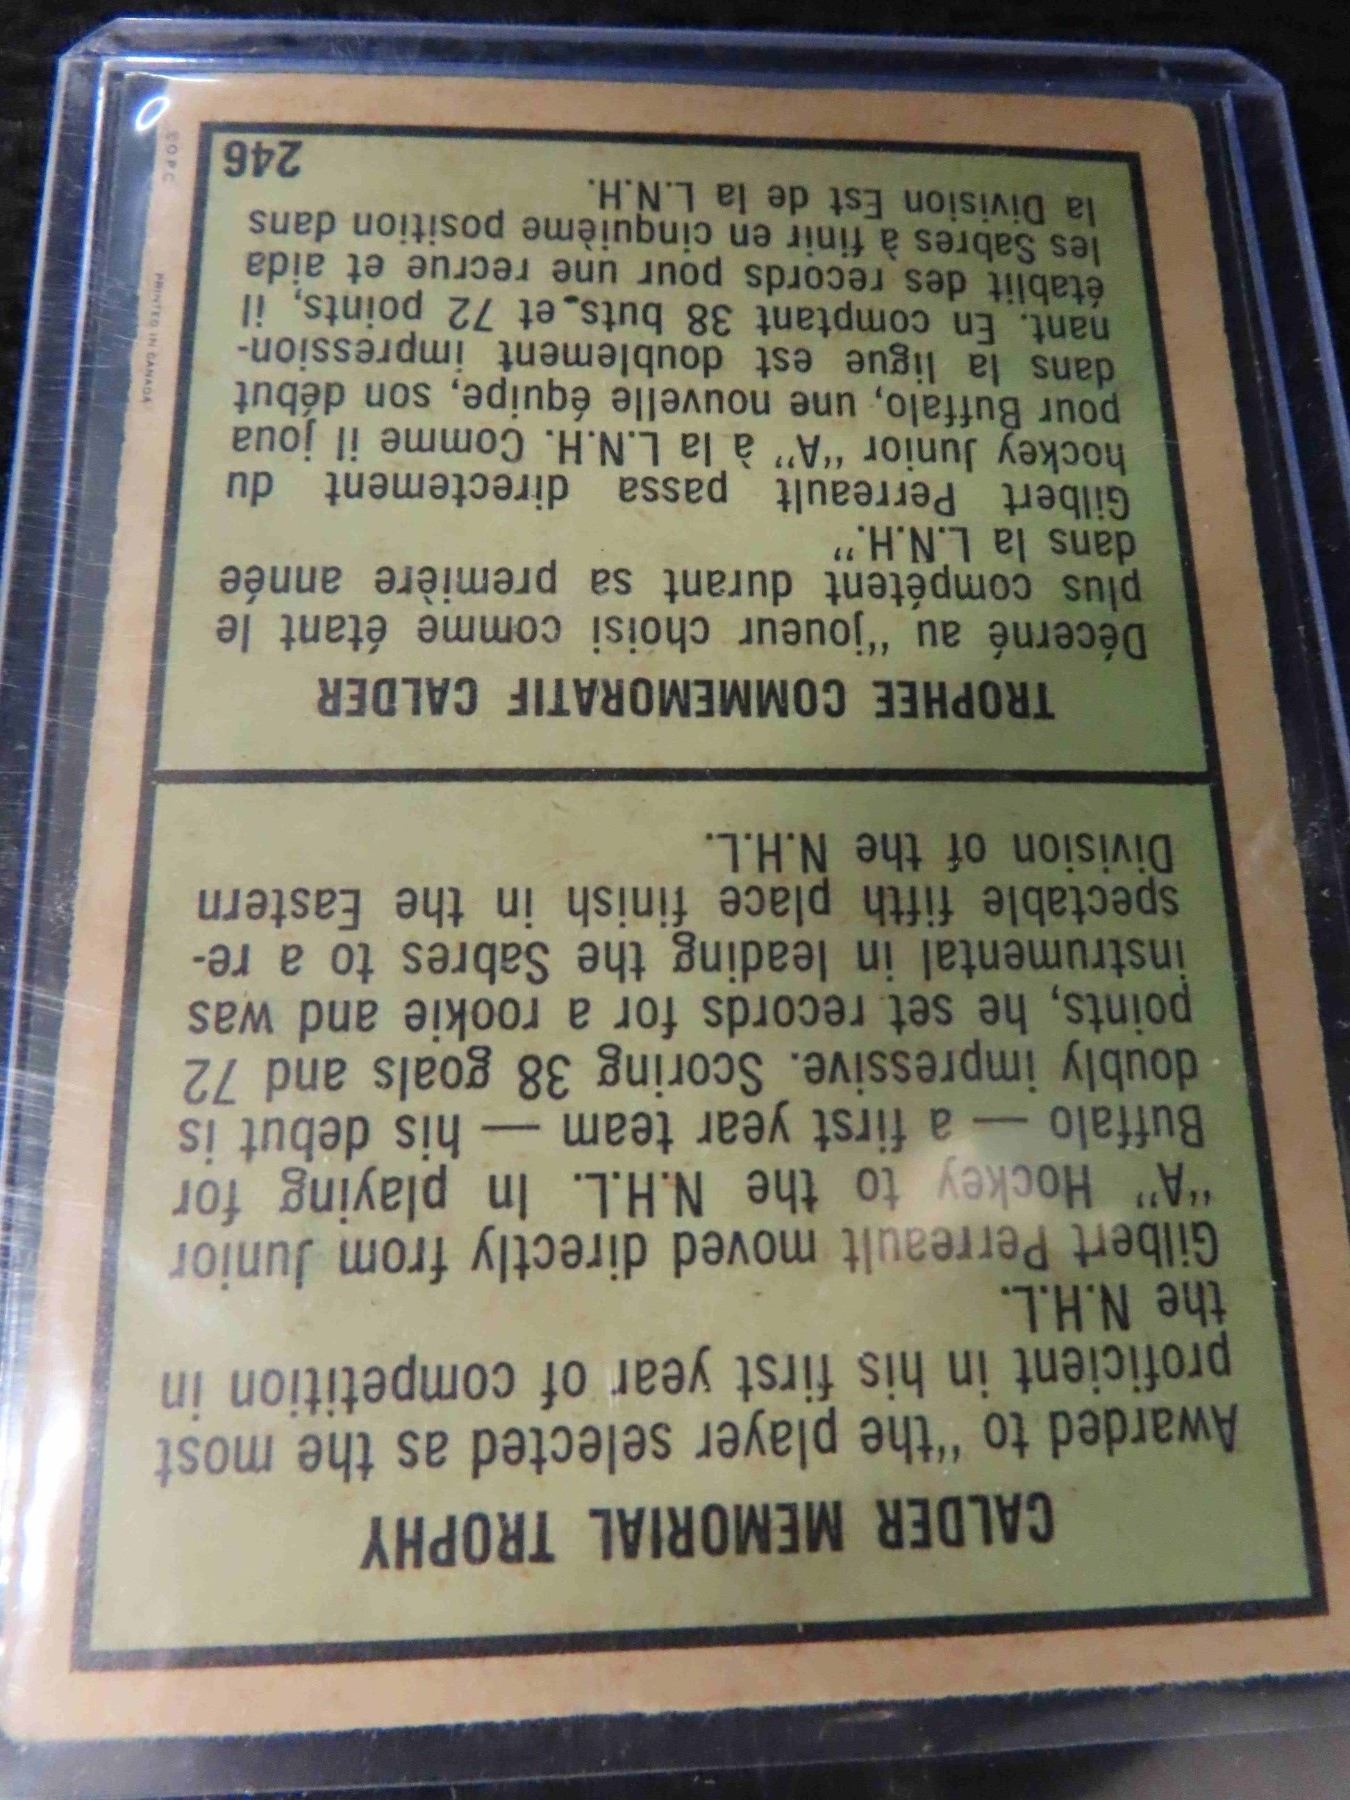 CALDER MEMORIAL TROPHY
Awarded to "the player selected as the most
proficient in his first year of competition in
the N.H.L.
Gilbert Perreault moved directly from Junior
"A" Hockey to the N.H.L. In playing for
Buffalo — a first year team — his debut is
doubly impressive. Scoring 38 goals and 72
points, he set records for a rookie and was
instrumental in leading the Sabres to a re-
spectable fifth place finish in the Eastern
Division of the N.H.L.
TROPHEE COMMEMORATIF CALDER
Décerné au "joueur choisi comme étant le
plus compétent durant sa première année
dans la L.N.H."
Gilbert Perreault passa directement du
hockey Junior "A" à la L.N.H. Comme il joua
pour Buffalo, une nouvelle équipe, son début
dans la ligue est doublement impression-
nant. En comptant 38 buts et 72 points, il
établit des records pour une recrue et aida
les Sabres à finir en cinquième position dans
la Division Est de la L.N.H.
246
PRINTED IN CANADA